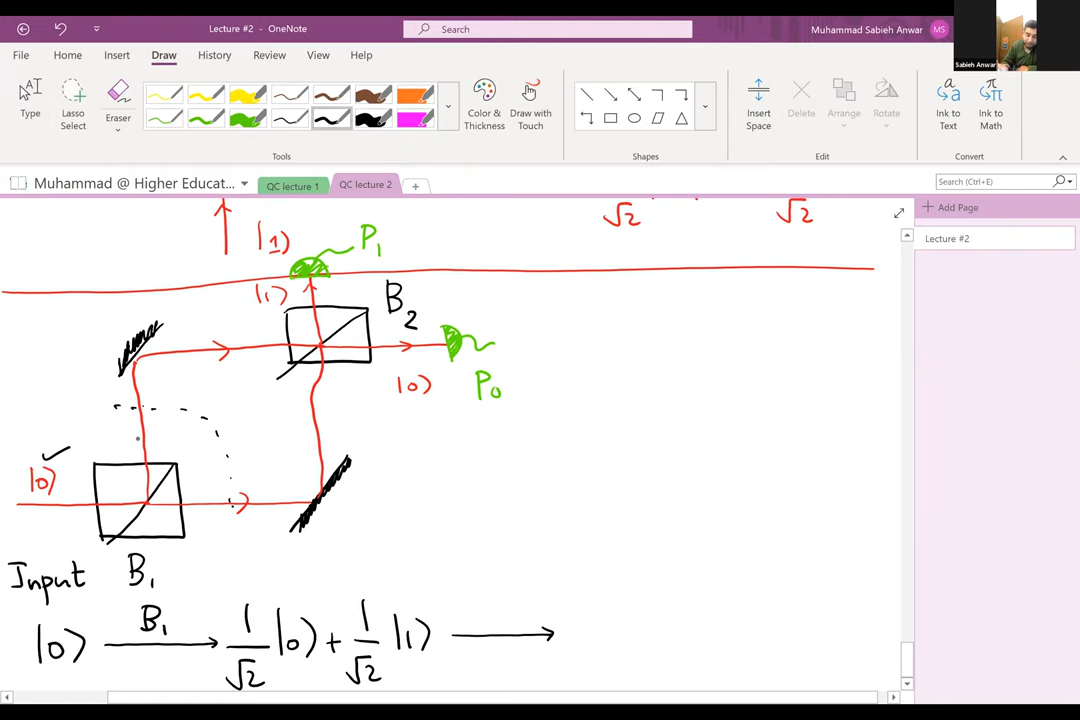 Lecture #2 - OneNote
Search
Muhammad Sabieh Anwar
MS
Sabieh Anwar
File Home Insert Draw History Review View Help
Type
Lasso Select
Eraser
Color & Thickness
Draw with Touch
Insert Space
Delete
Arrange
Rotate
Ink to Text
Ink to Math
Tools
Shapes
Edit
Convert
Muhammad @ Higher Educat...
QC lecture 1
QC lecture 2
Search (Ctrl+E)
Add Page
Lecture #2
√2 √2
|1⟩
P₁
|1⟩
B₂
|0⟩
P₀
|0⟩
Input B₁
|0⟩ B₁→ 1/√2 |0⟩ + 1/√2 |1⟩ →